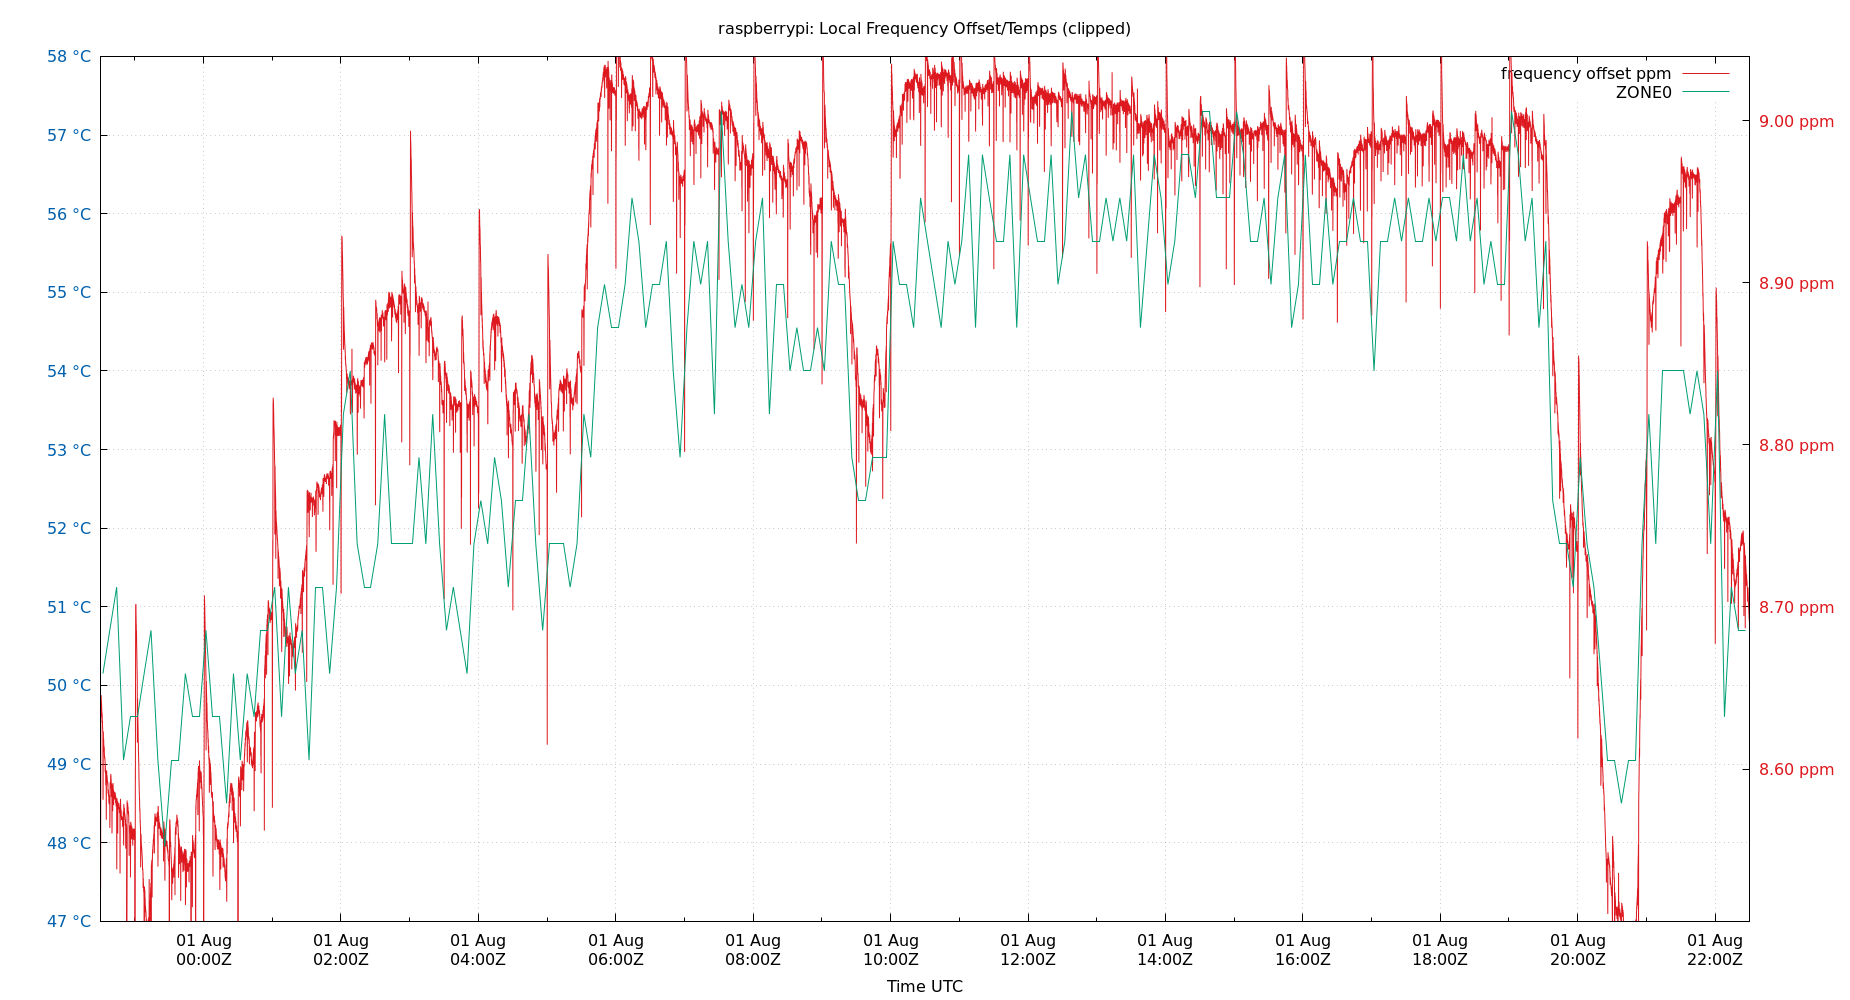 raspberrypi: Local Frequency Offset/Temps (clipped)
58 °C
57 °C
56 °C
55 °C
54 °C
53 °C
52 °C
51 °C
50 °C
49 °C
48 °C
47 °C
frequency offset ppm
ZONE0
9.00 ppm
8.90 ppm
8.80 ppm
8.70 ppm
8.60 ppm
01 Aug 01 Aug 01 Aug 01 Aug 01 Aug 01 Aug 01 Aug 01 Aug 01 Aug 01 Aug 01 Aug 01 Aug
00:00Z 02:00Z 04:00Z 06:00Z 08:00Z 10:00Z 12:00Z 14:00Z 16:00Z 18:00Z 20:00Z 22:00Z
Time UTC